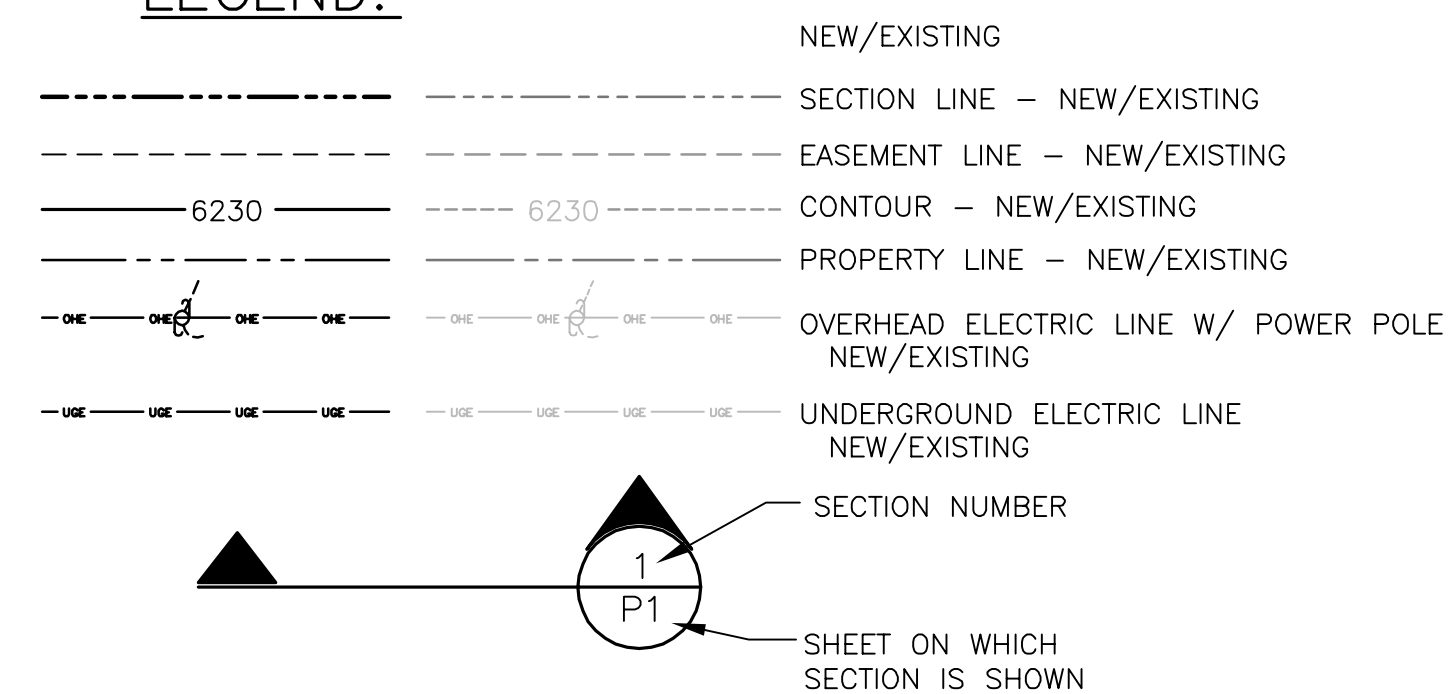 LEGEND:
NEW/EXISTING
SECTION LINE – NEW/EXISTING
EASEMENT LINE – NEW/EXISTING
6230 6230 CONTOUR – NEW/EXISTING
PROPERTY LINE – NEW/EXISTING
OHE OHE OHE OHE OHE OHE OHE OHE OVERHEAD ELECTRIC LINE W/ POWER POLE
NEW/EXISTING
UGE UGE UGE UGE UGE UGE UGE UGE UNDERGROUND ELECTRIC LINE
NEW/EXISTING
SECTION NUMBER
1
P1
SHEET ON WHICH
SECTION IS SHOWN